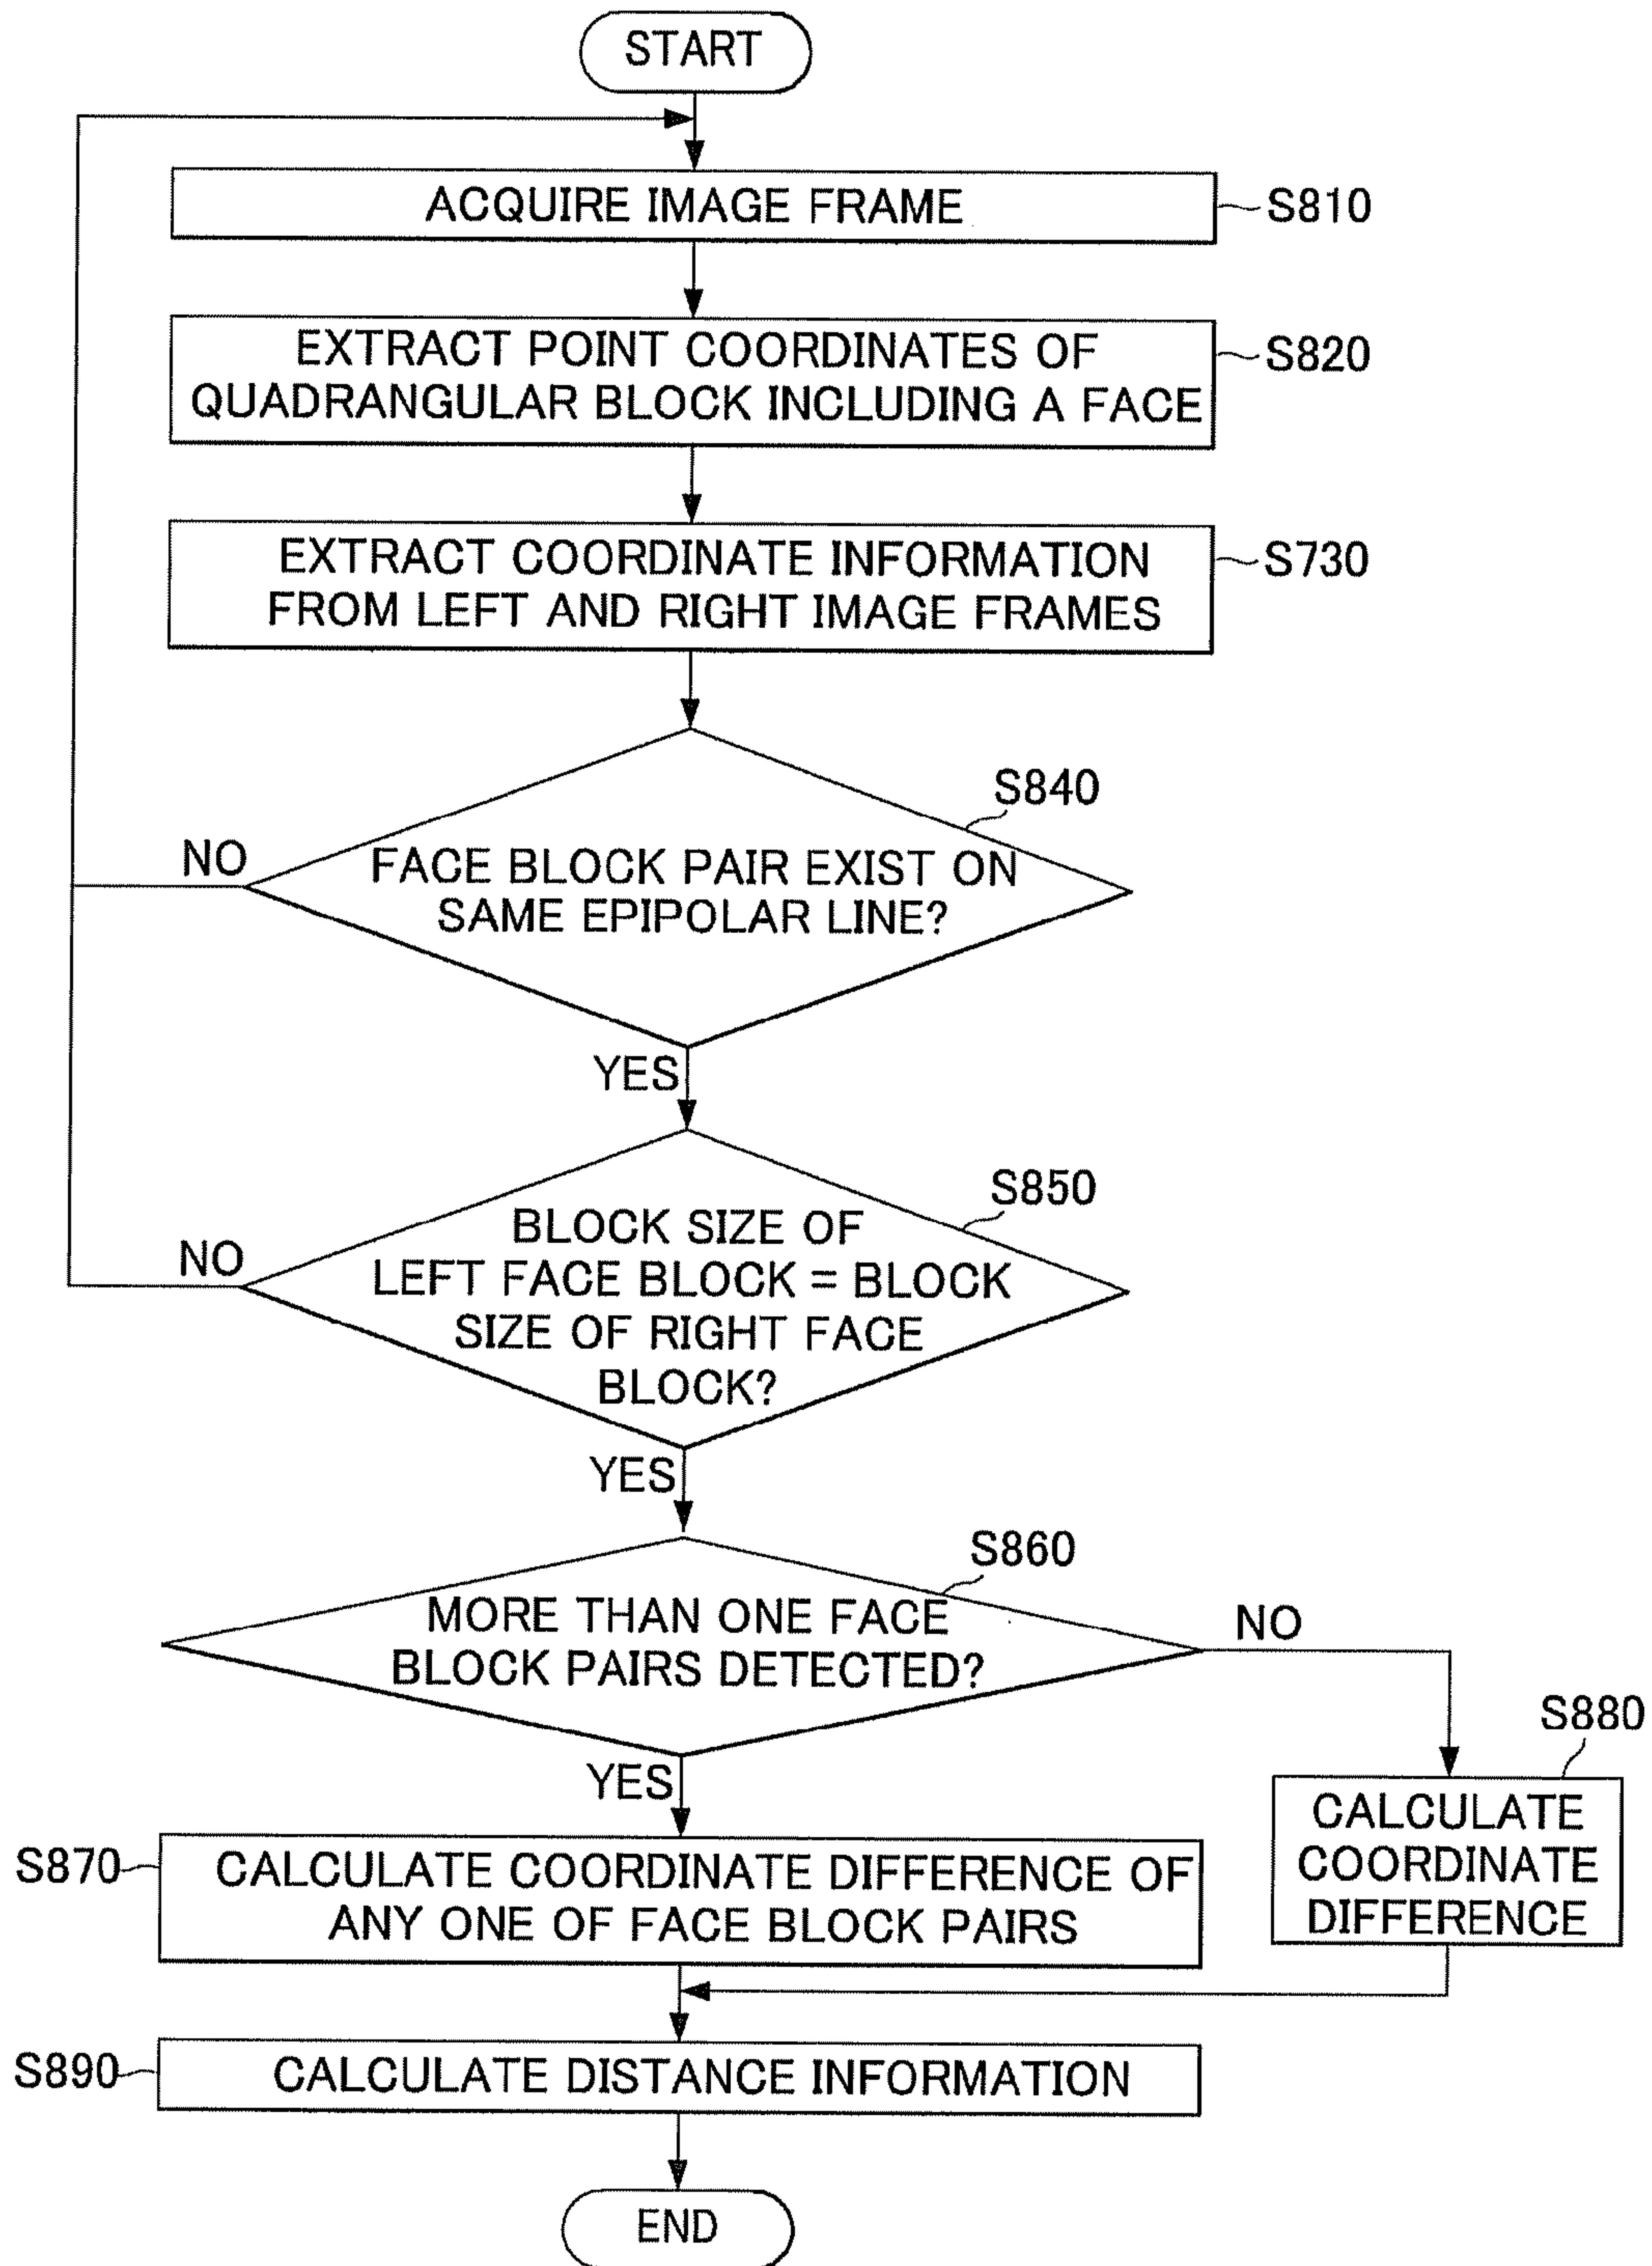 START
ACQUIRE IMAGE FRAME
S810
EXTRACT POINT COORDINATES OF
QUADRANGULAR BLOCK INCLUDING A FACE
S820
EXTRACT COORDINATE INFORMATION
FROM LEFT AND RIGHT IMAGE FRAMES
S730
S840
NO
FACE BLOCK PAIR EXIST ON
SAME EPIPOLAR LINE?
YES
S850
NO
BLOCK SIZE OF
LEFT FACE BLOCK = BLOCK
SIZE OF RIGHT FACE
BLOCK?
YES
S860
MORE THAN ONE FACE
BLOCK PAIRS DETECTED?
NO
YES
S880
CALCULATE
COORDINATE
DIFFERENCE
S870
CALCULATE COORDINATE DIFFERENCE OF
ANY ONE OF FACE BLOCK PAIRS
S890
CALCULATE DISTANCE INFORMATION
END